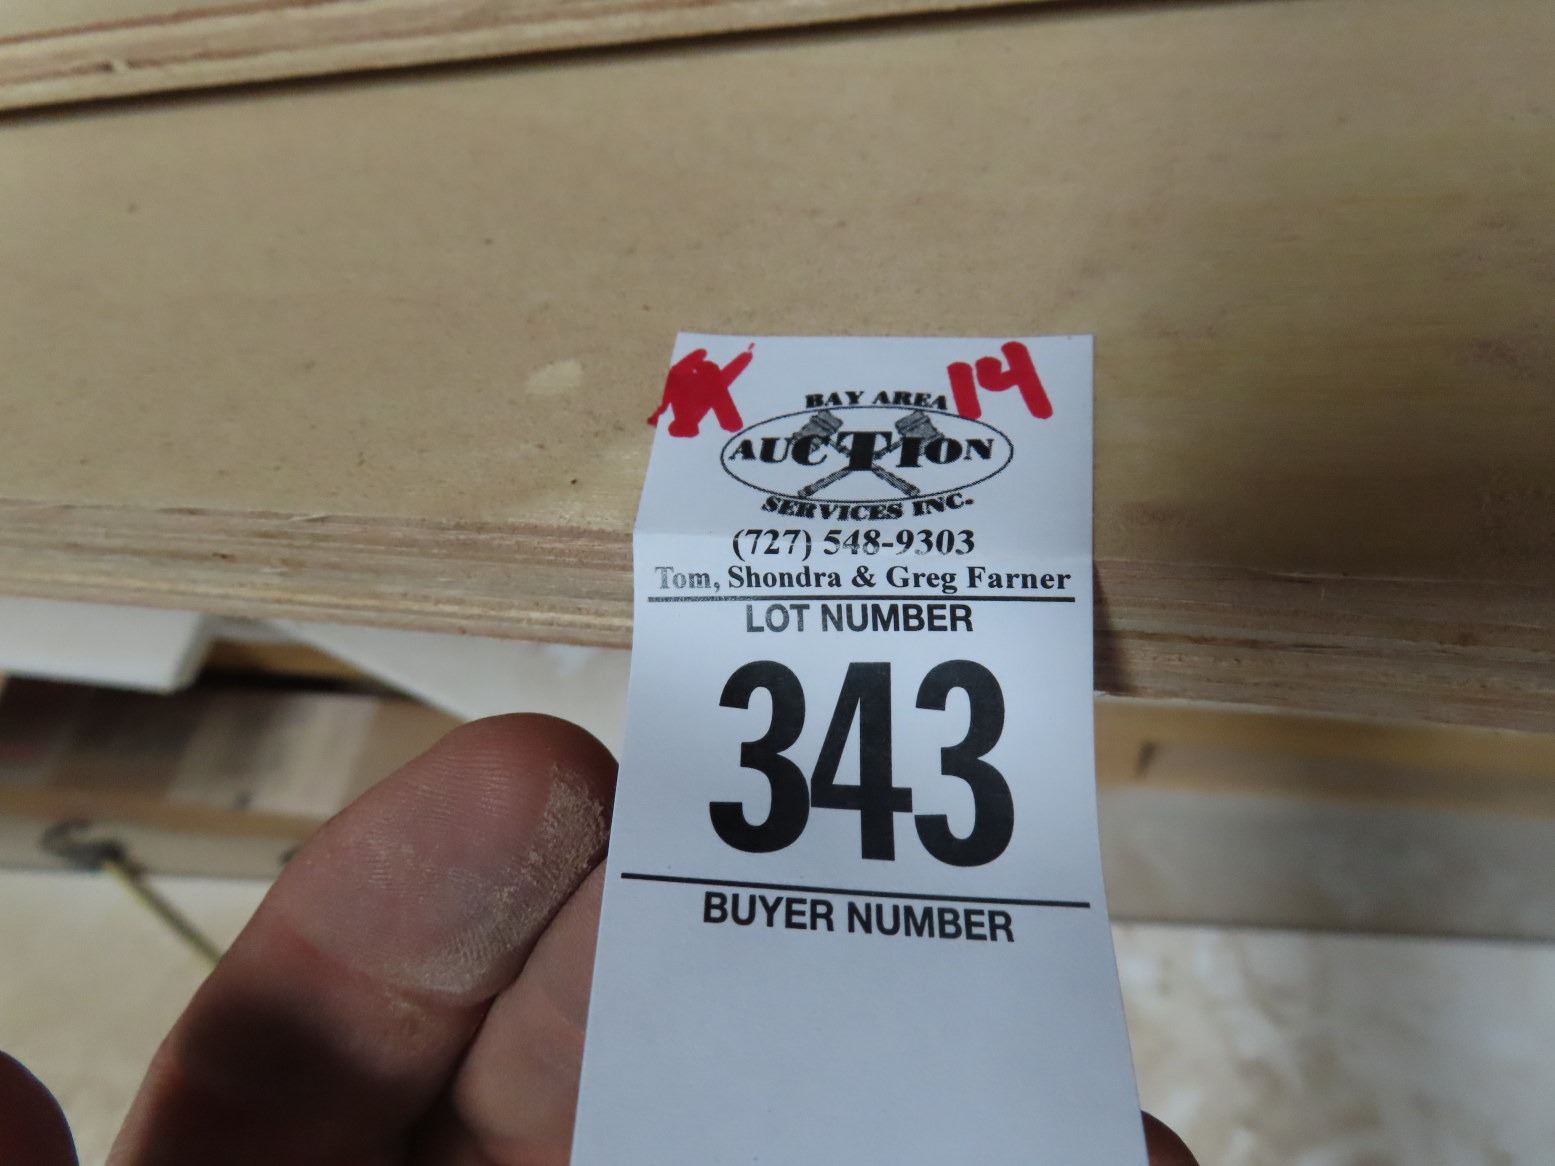 14
BAY AREA
AUCTION
SERVICES INC.
(727) 548-9303
Tom, Shondra & Greg Farner
LOT NUMBER
343
BUYER NUMBER